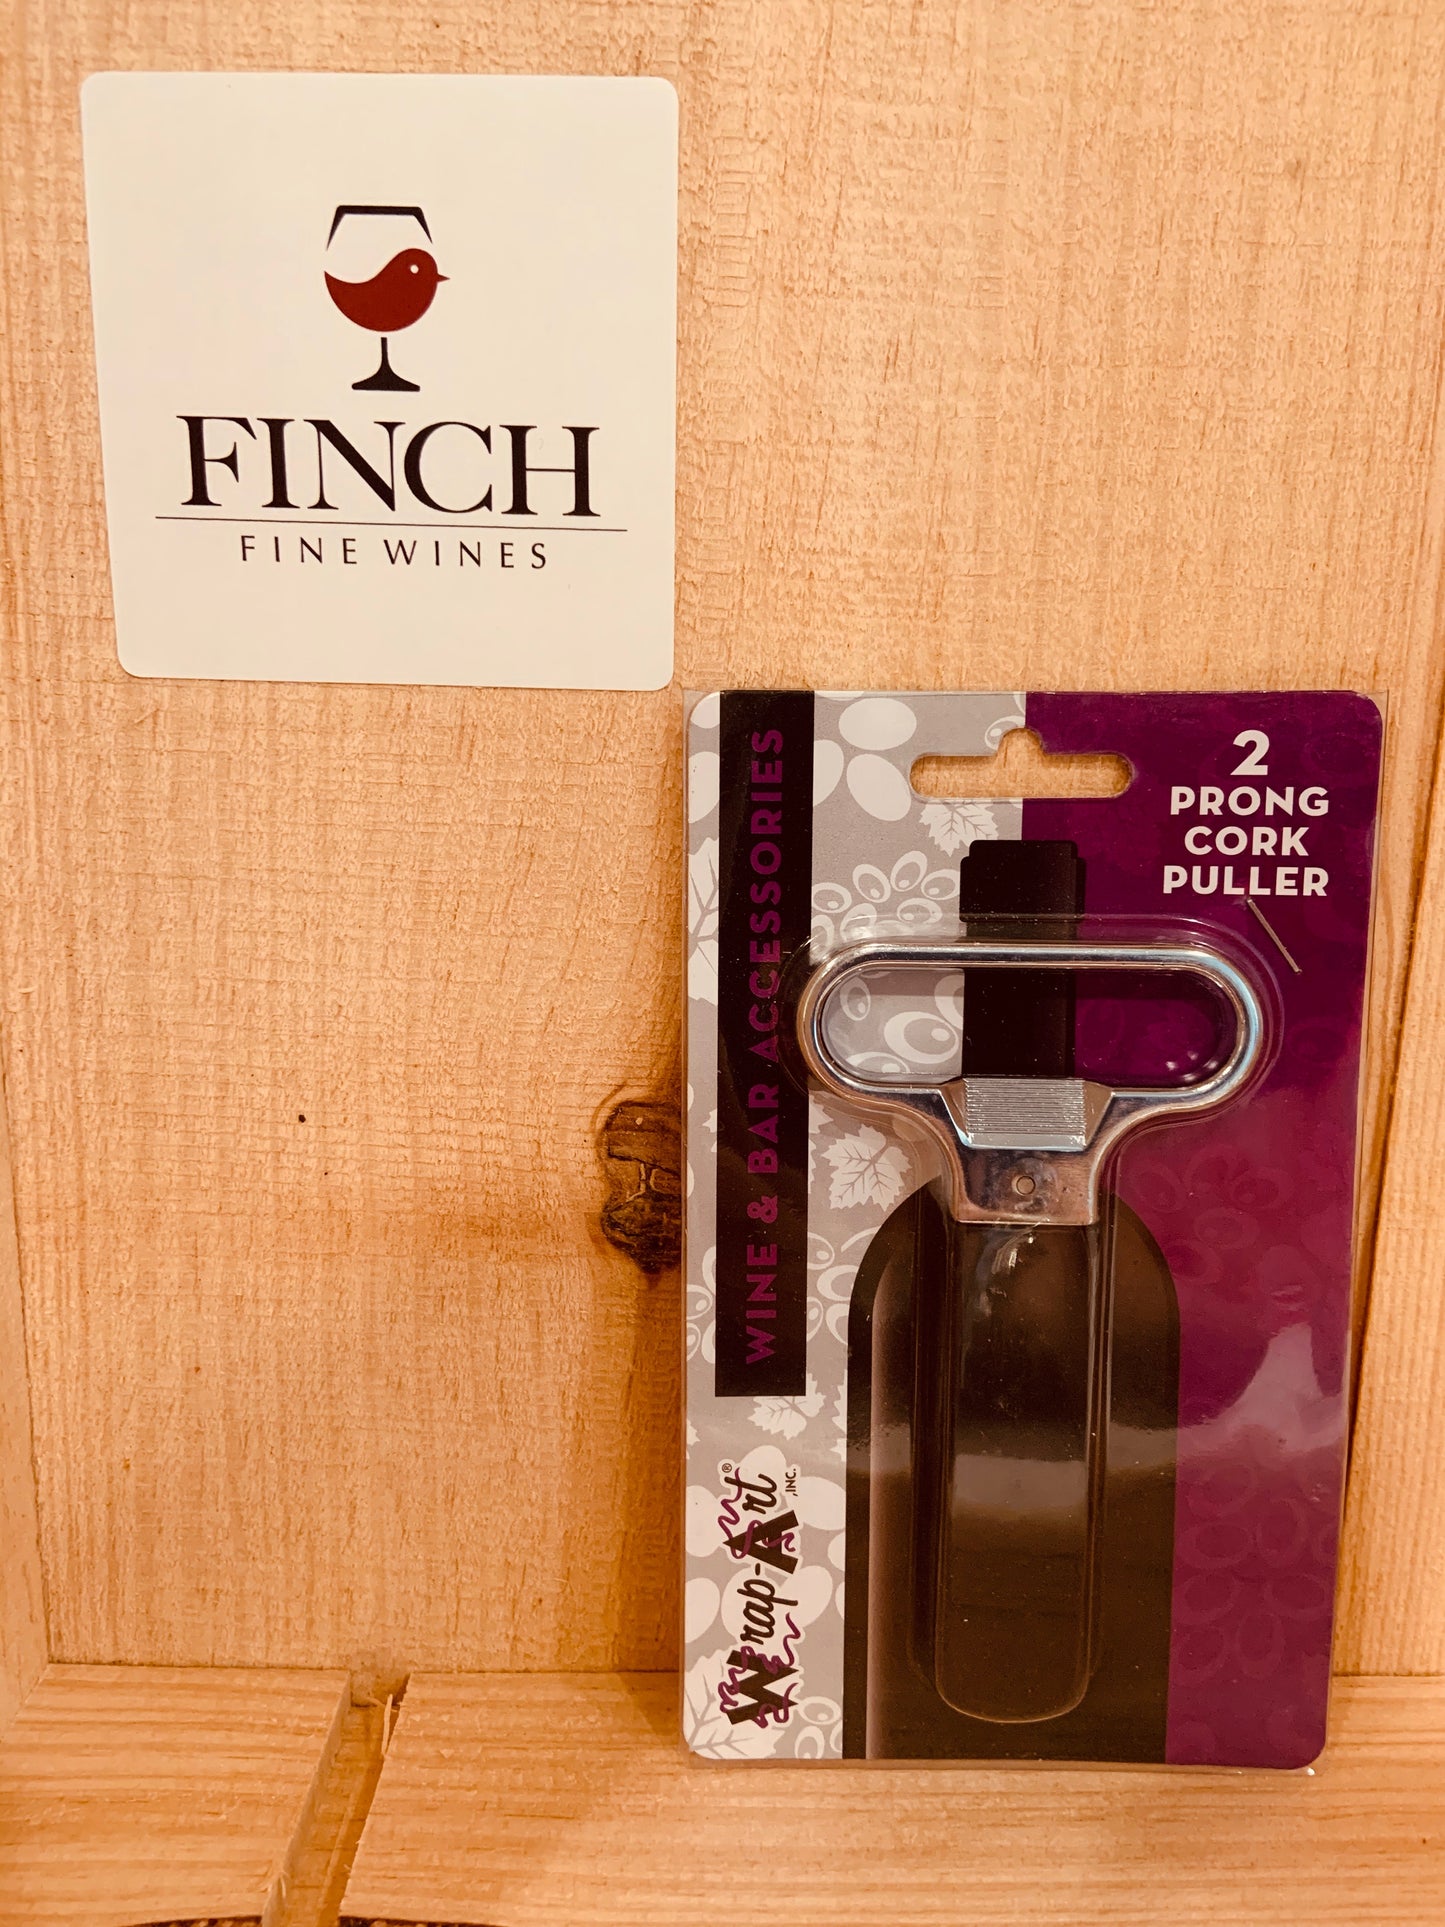 FINCH
FINE WINES
2
PRONG
CORK
PULLER
WINE & BAR ACCESSORIES
Wrap-Art®, INC.